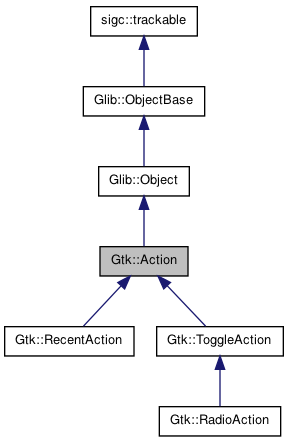 sigc::trackable
Glib::ObjectBase
Glib::Object
Gtk::Action
Gtk::RecentAction
Gtk::ToggleAction
Gtk::RadioAction